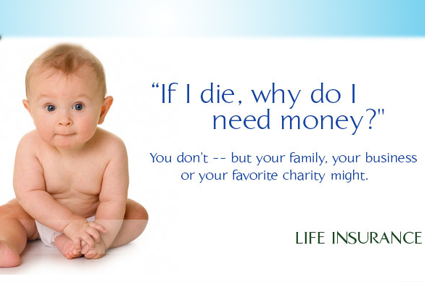 “If I die, why do I
need money?"
You don't -- but your family, your business
or your favorite charity might.
LIFE INSURANCE